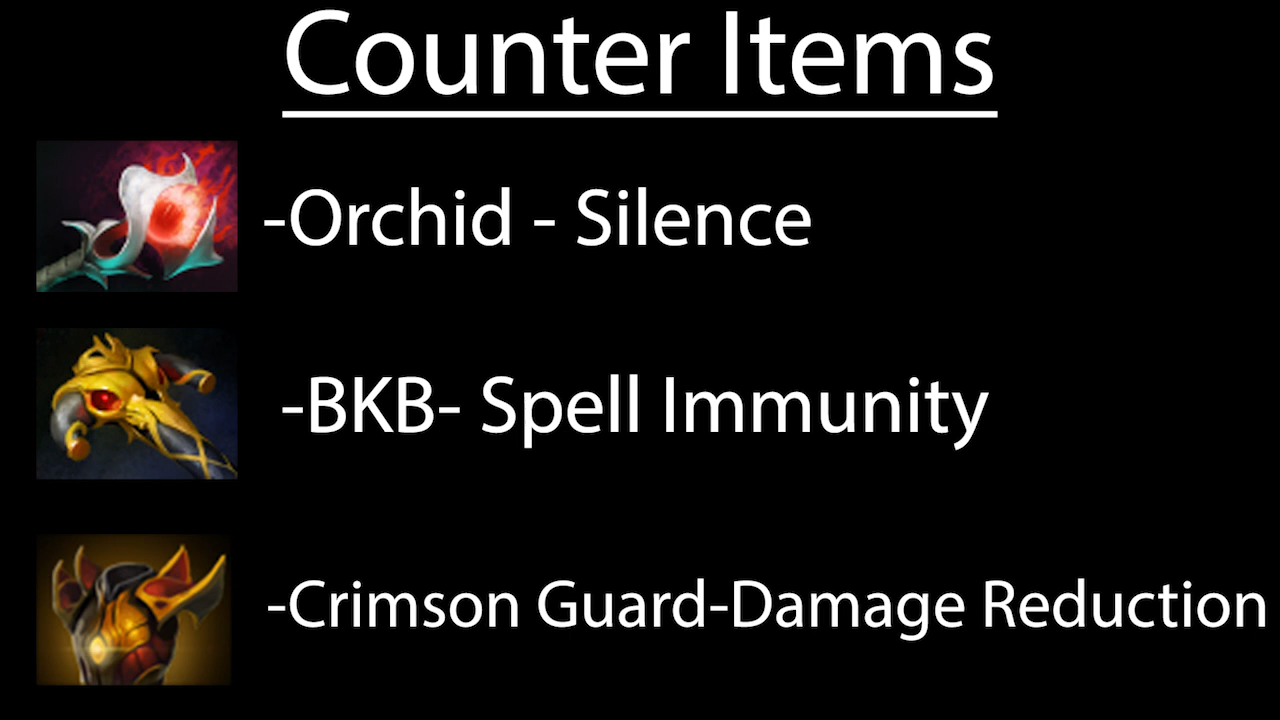 Counter Items
-Orchid - Silence
-BKB- Spell Immunity
-Crimson Guard-Damage Reduction